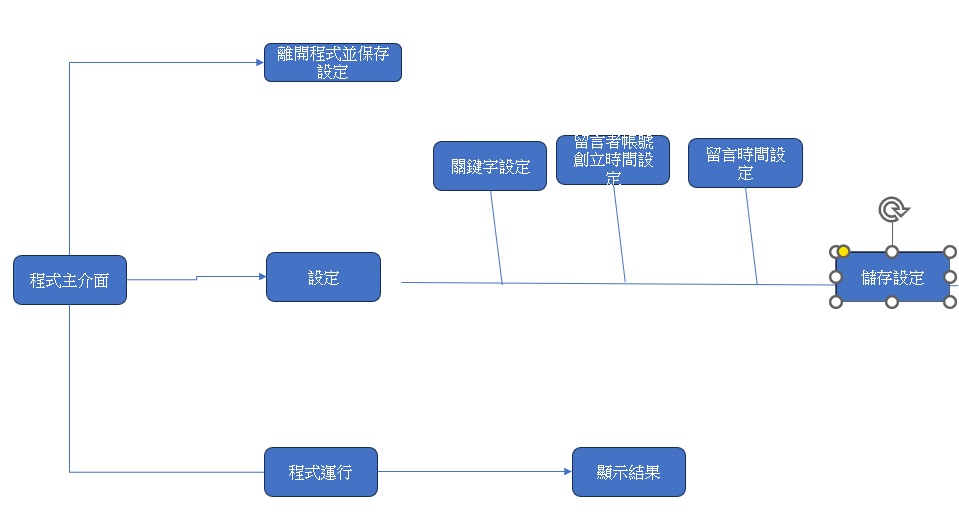 離開程式並保存
設定
留言者帳號
創立時間設
定
關鍵字設定
留言時間設
定
程式主介面
設定
儲存設定
程式運行
顯示結果